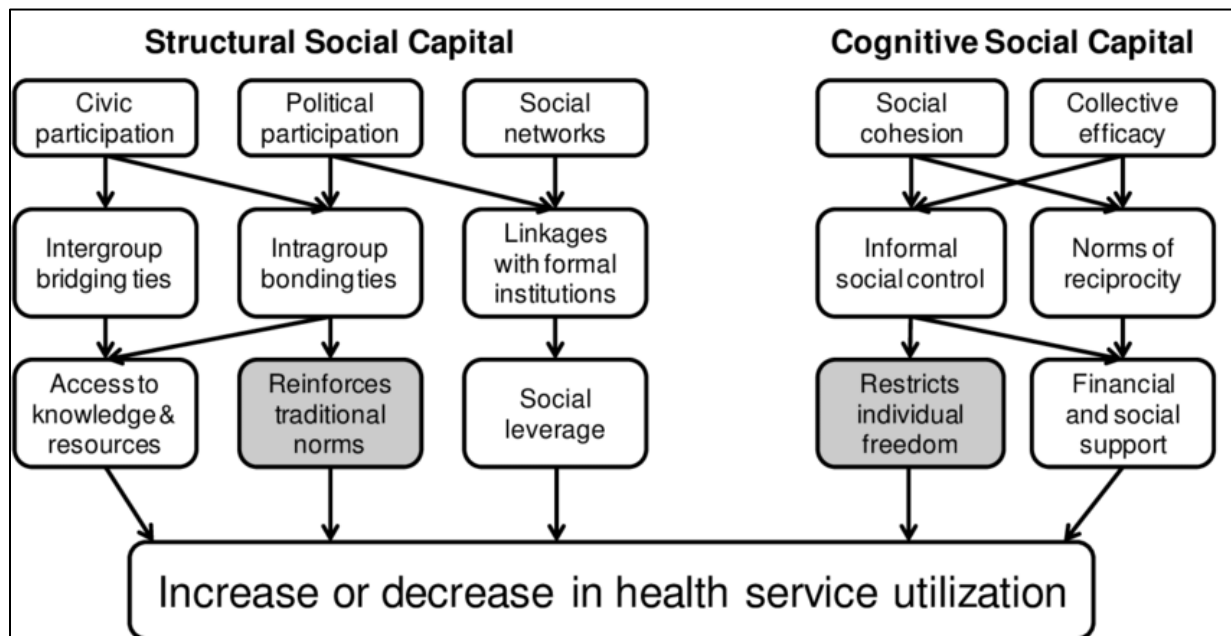 Structural Social Capital
Cognitive Social Capital
Civic
participation
Political
participation
Social
networks
Social
cohesion
Collective
efficacy
Intergroup
bridging ties
Intragroup
bonding ties
Linkages
with formal
institutions
Informal
social control
Norms of
reciprocity
Access to
knowledge &
resources
Reinforces
traditional
norms
Social
leverage
Restricts
individual
freedom
Financial
and social
support
Increase or decrease in health service utilization